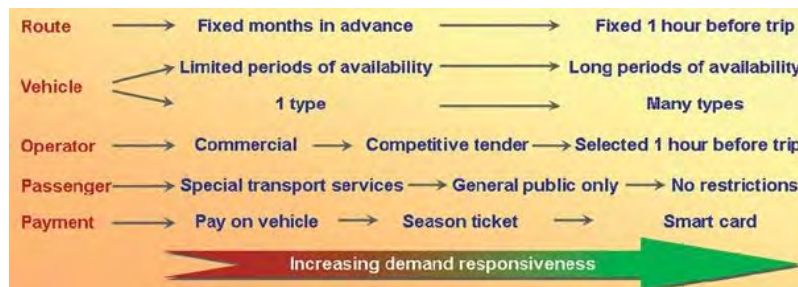 Route Fixed months in advance Fixed 1 hour before trip
Limited periods of availability Long periods of availability
Vehicle
1 type Many types
Operator Commercial Competitive tender Selected 1 hour before trip
Passenger Special transport services General public only No restrictions
Payment Pay on vehicle Season ticket Smart card
Increasing demand responsiveness